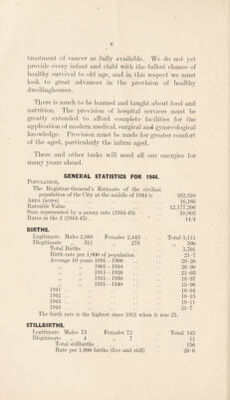 6
treatment of cancer as fully available. We do not yet
provide every infant and child with the fullest chance of
healthy survival to old age, and in this respect we must
look to great advances in the provision of healthy
dwellinghouses.
There is much to be learned and taught about food and
nutrition. The provision of hospital services must be
greatly extended to afford complete facilities for the
application of modern medical, surgical and gynæcological
knowledge. Provision must be made for greater comfort
of the aged, particularly the infirm aged.
These and other tasks will need all our energies for
many years ahead.
GENERAL STATISTICS FOR 1944.
POPULATION.
The Registrar-General's Estimate of the civilian
population of the City at the middle of 1944 is ..
AREA (acres) .. 16,166
Rateable Value .. £2,177,206
Sum represented by a penny rate (1944-45) ..
Rates in the £ (1944-45) .. 14/4
BIRTHS.
Legitimate Males 2,668 Females 2,443 Total 5,111
Illegitimate „ 311 „ 279 „ 590
Total Births 5,701
Birth-rate per 1,000 of population 21·7
Average 10 years 1891-1900 29·20
„ „ 1901-1910 26·90
„ „ 1911-1920 21·03
„ „ 1921-1930 18·97
„ „ 1931-1940 15·96
1941 .. 16·04
1942 .. 18·15
1943 .. 19·11
1944 .. 21·7
The birth rate is the highest since 1921 when it was 23.
STILLBIRTHS.
Legitimate Males 73 Females 72 Total 145
Illegitimate „ 4 „ 7 „ 11
Total stillbirths 156
Rate per 1,000 births (live and still) 26·6